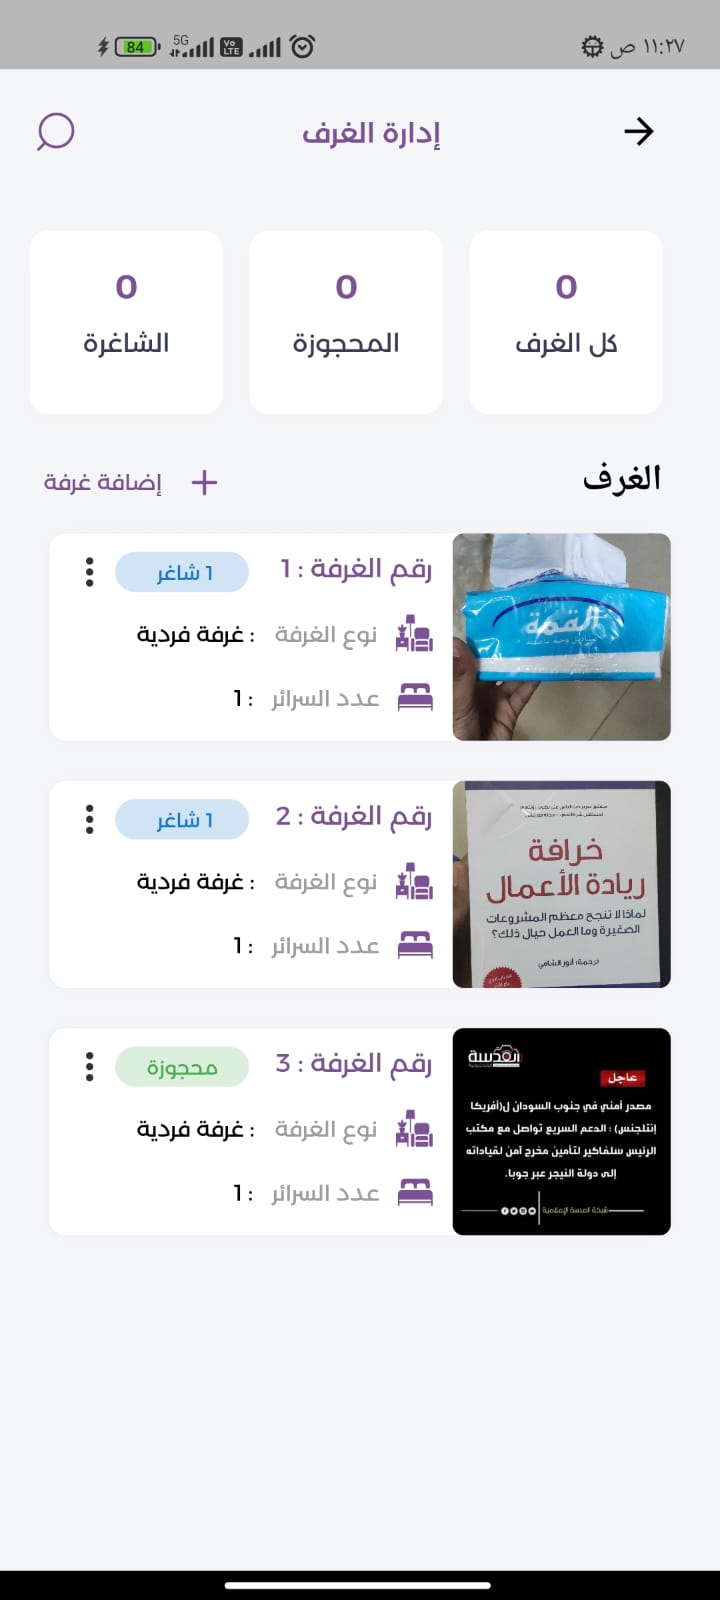 ١١:٢٧ ص
5G
Vo LTE
84
إدارة الغرف
0
كل الغرف
0
المحجوزة
0
الشاغرة
الغرف
إضافة غرفة
رقم الغرفة : 1
1 شاغر
نوع الغرفة : غرفة فردية
عدد السرائر : 1
القمة
رقم الغرفة : 2
1 شاغر
نوع الغرفة : غرفة فردية
عدد السرائر : 1
خرافة
ريادة الأعمال
لماذا لا تنجح معظم المشروعات
الصغيرة وما العمل حيال ذلك؟
ترجمة: أنور الشامي
رقم الغرفة : 3
محجوزة
نوع الغرفة : غرفة فردية
عدد السرائر : 1
العدسة
عاجل
مصدر أمني في جنوب السودان ل(أفريكا
إنتلجنس) : الدعم السريع تواصل مع مكتب
الرئيس سلفاكير لتأمين مخرج آمن لقياداته
إلى دولة النيجر عبر جوبا.
شبكة العدسة الإعلامية